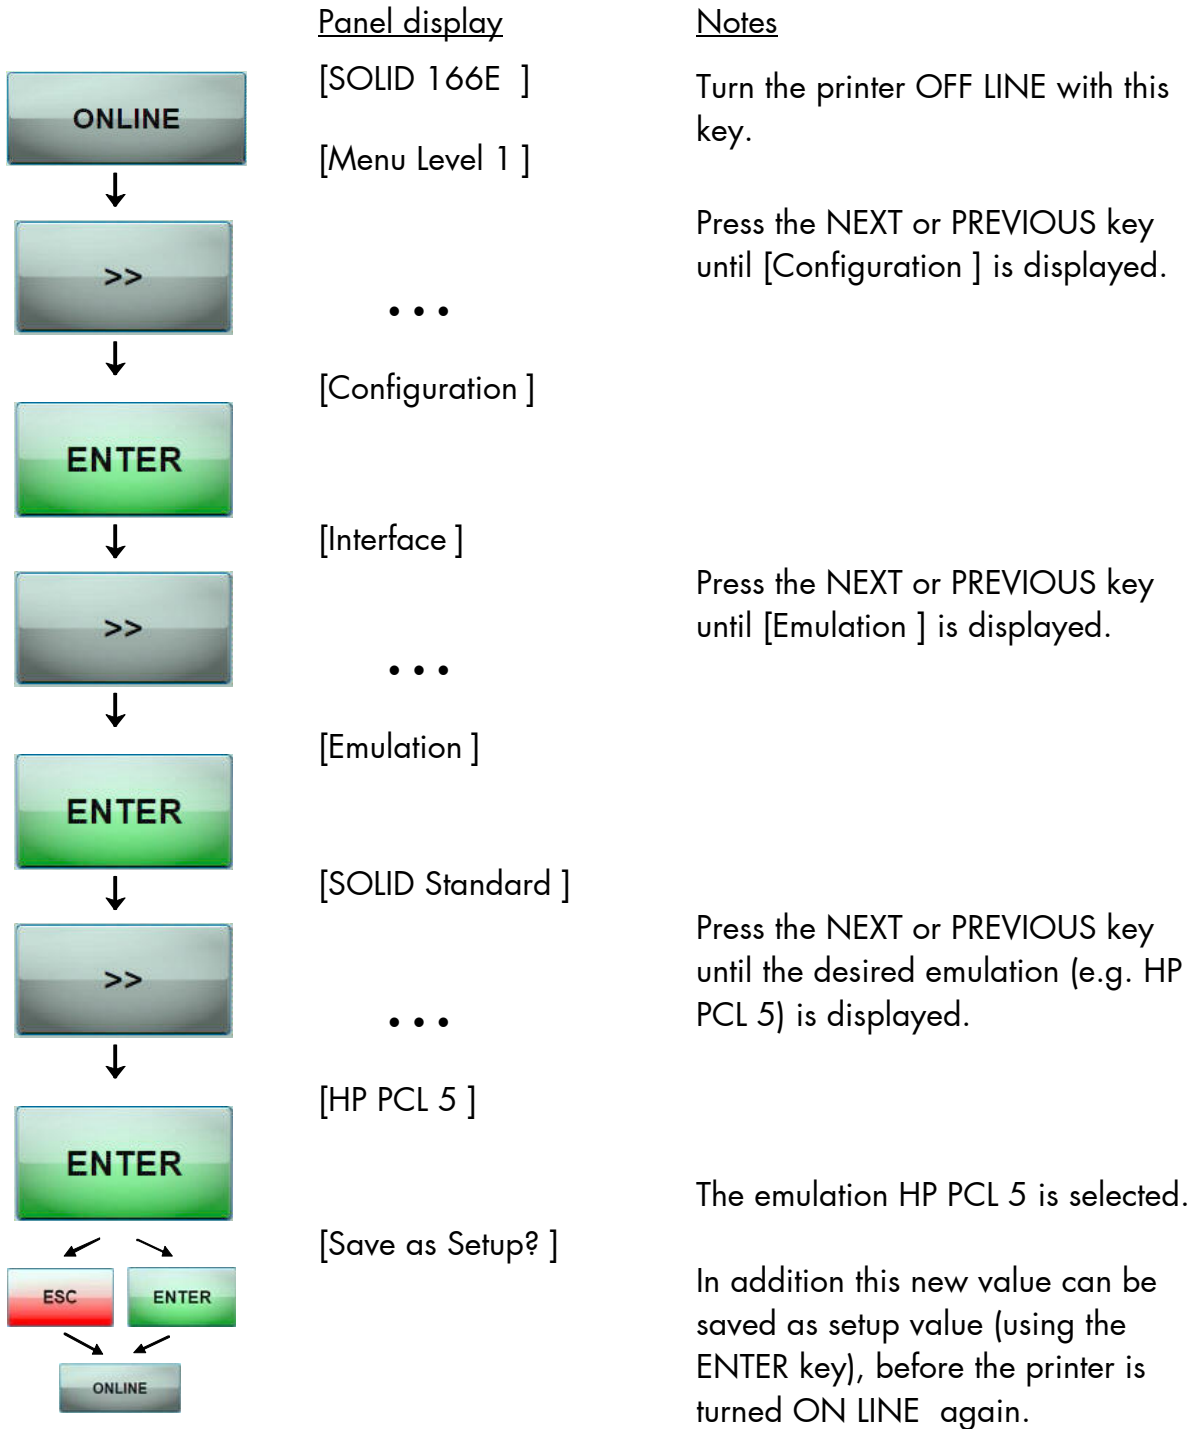 Panel display
Notes
ONLINE
[SOLID 166E ]
Turn the printer OFF LINE with this
key.
[Menu Level 1 ]
>>
Press the NEXT or PREVIOUS key
until [Configuration ] is displayed.
• • •
[Configuration ]
ENTER
[Interface ]
>>
Press the NEXT or PREVIOUS key
until [Emulation ] is displayed.
• • •
[Emulation ]
ENTER
[SOLID Standard ]
>>
Press the NEXT or PREVIOUS key
until the desired emulation (e.g. HP
PCL 5) is displayed.
• • •
[HP PCL 5 ]
ENTER
The emulation HP PCL 5 is selected.
[Save as Setup? ]
ESC
ENTER
In addition this new value can be
saved as setup value (using the
ENTER key), before the printer is
turned ON LINE  again.
ONLINE